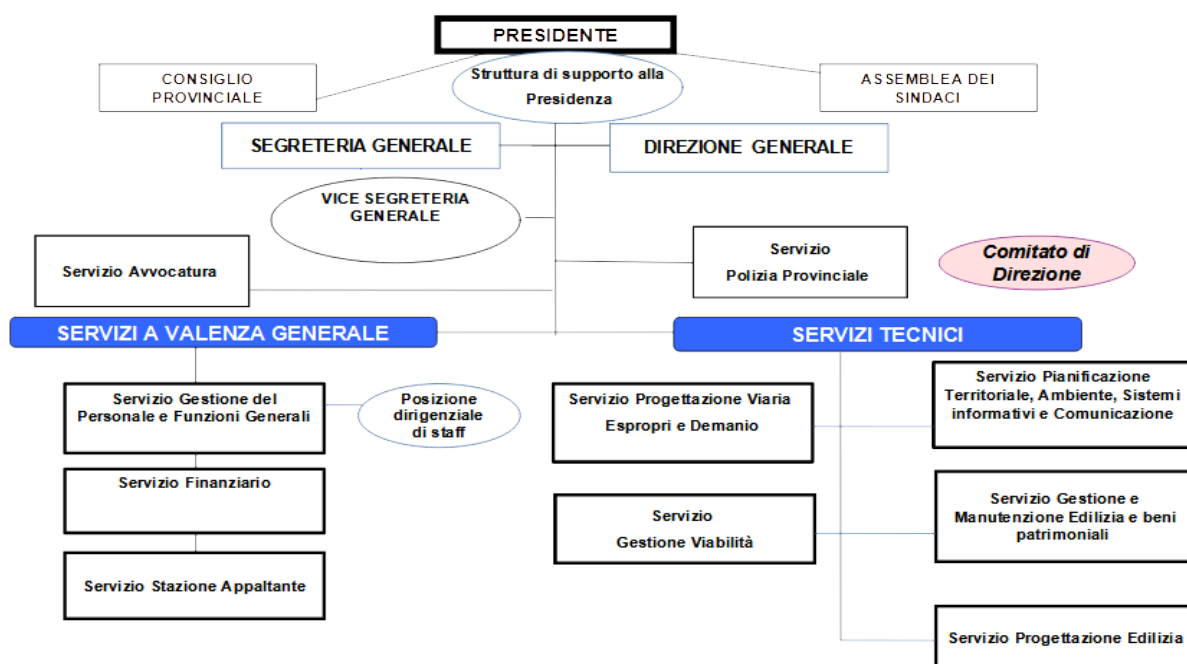 PRESIDENTE
CONSIGLIO
PROVINCIALE
Struttura di supporto alla
Presidenza
ASSEMBLEA DEI
SINDACI
SEGRETERIA GENERALE
DIREZIONE GENERALE
VICE SEGRETERIA
GENERALE
Servizio Avvocatura
Servizio
Polizia Provinciale
Comitato di
Direzione
SERVIZI A VALENZA GENERALE
SERVIZI TECNICI
Servizio Gestione del
Personale e Funzioni Generali
Posizione
dirigenziale
di staff
Servizio Finanziario
Servizio Stazione Appaltante
Servizio Progettazione Viaria
Espropri e Demanio
Servizio Pianificazione
Territoriale, Ambiente, Sistemi
informativi e Comunicazione
Servizio
Gestione Viabilità
Servizio Gestione e
Manutenzione Edilizia e beni
patrimoniali
Servizio Progettazione Edilizia